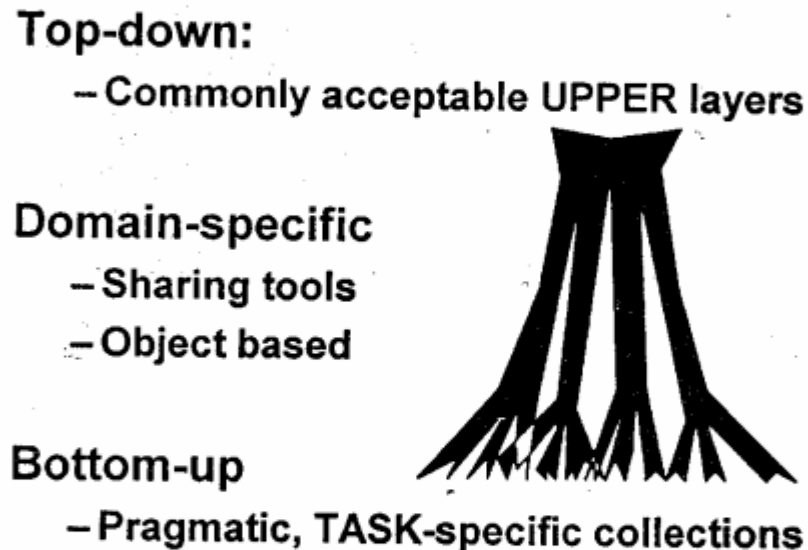 Top-down:
– Commonly acceptable UPPER layers
Domain-specific
– Sharing tools
– Object based
Bottom-up
– Pragmatic, TASK-specific collections